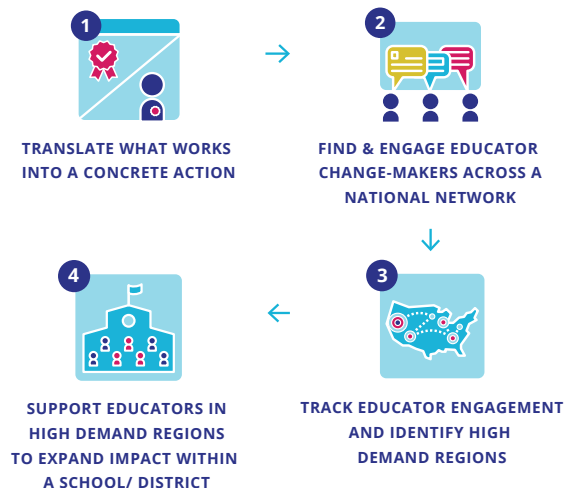 1
TRANSLATE WHAT WORKS
INTO A CONCRETE ACTION
2
FIND & ENGAGE EDUCATOR
CHANGE-MAKERS ACROSS A
NATIONAL NETWORK
3
TRACK EDUCATOR ENGAGEMENT
AND IDENTIFY HIGH
DEMAND REGIONS
4
SUPPORT EDUCATORS IN
HIGH DEMAND REGIONS
TO EXPAND IMPACT WITHIN
A SCHOOL/ DISTRICT